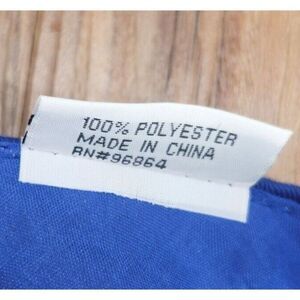 100% POLYESTER
MADE IN CHINA
RN#96864